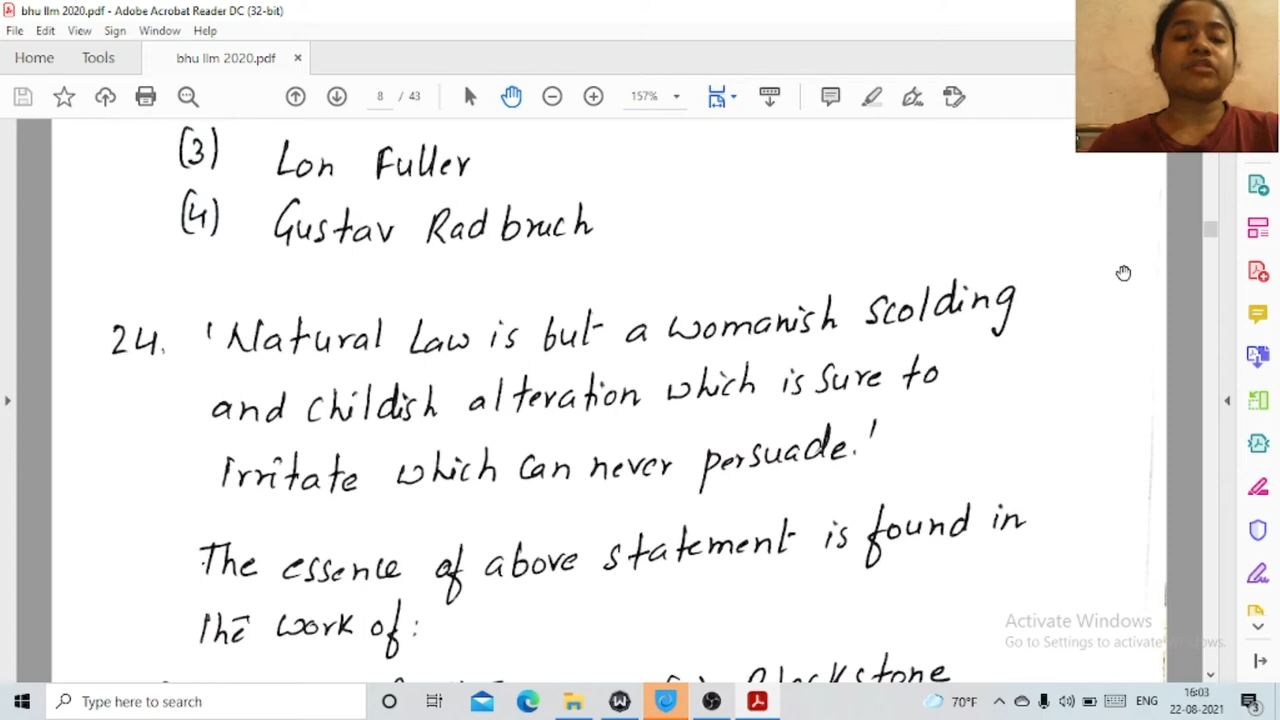 bhu llm 2020.pdf - Adobe Acrobat Reader DC (32-bit)
File Edit View Sign Window Help
Home Tools bhu llm 2020.pdf ×
8 / 43 157%
(3) Lon Fuller
(4) Gustav Radbruch
24. 'Natural Law is but a womanish scolding
and childish alteration which is sure to
irritate which can never persuade.'
The essence of above statement is found in
the work of:
Blackstone
Activate Windows
Go to Settings to activate Windows.
Type here to search
70°F ENG 16:03
22-08-2021
3